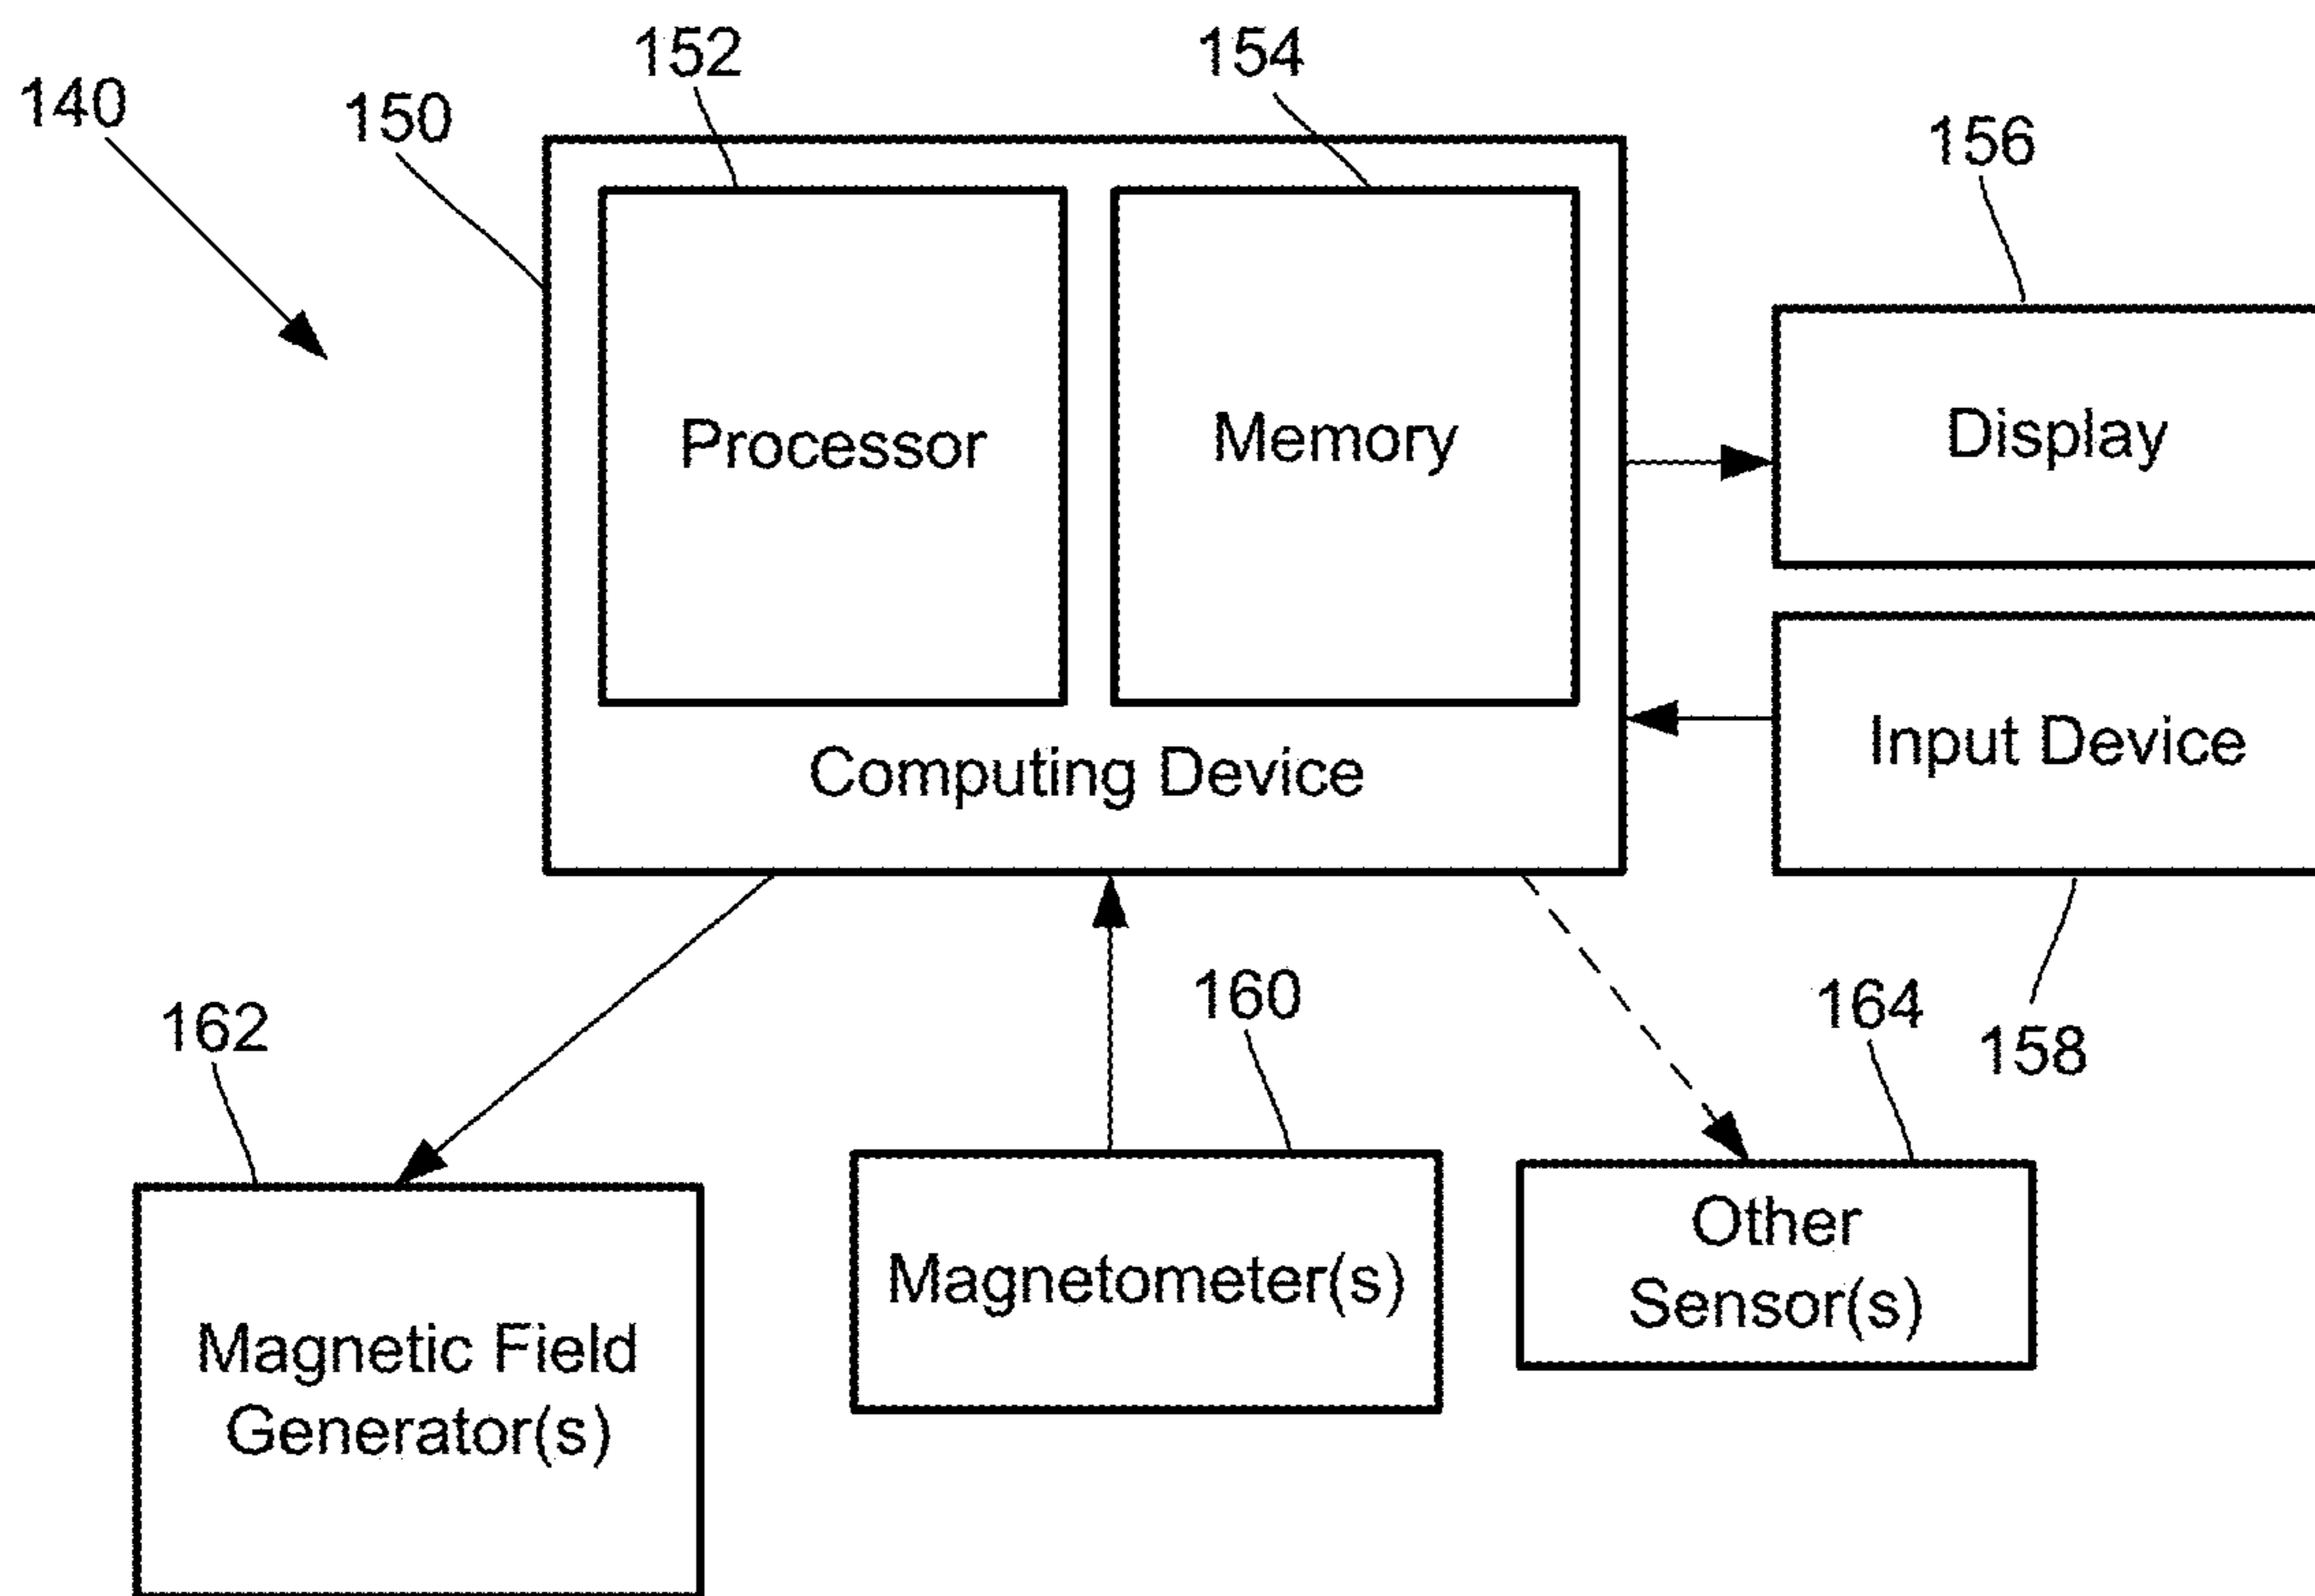 152
154
140
150
156
Processor
Memory
Display
Computing Device
Input Device
162
160
164
158
Magnetic Field
Generator(s)
Magnetometer(s)
Other
Sensor(s)